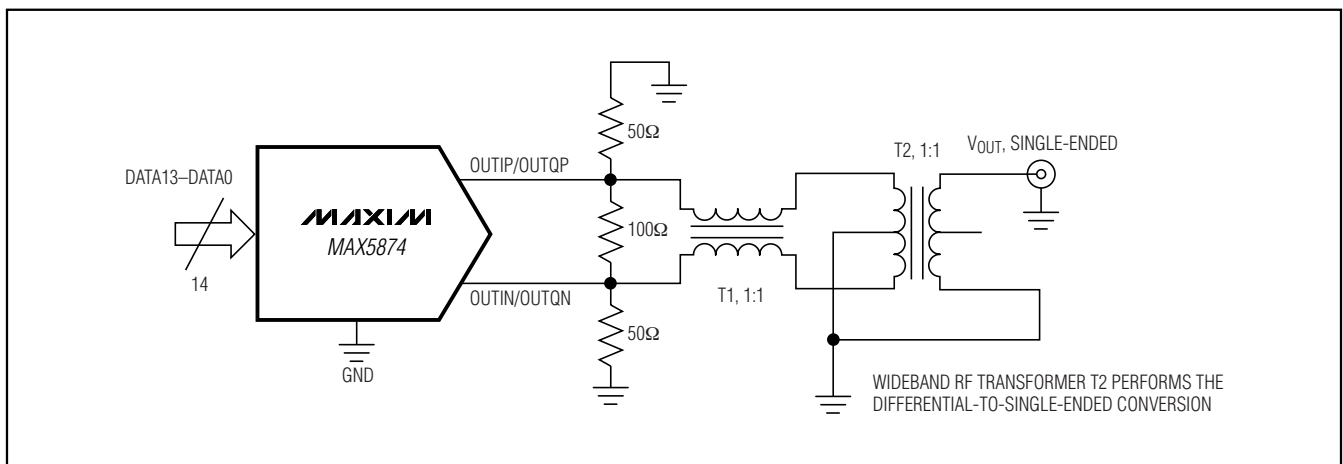 50Ω
T2, 1:1
VOUT, SINGLE-ENDED
OUTIP/OUTQP
DATA13–DATA0
MAXIM
MAX5874
100Ω
14
OUTIN/OUTQN
T1, 1:1
50Ω
GND
WIDEBAND RF TRANSFORMER T2 PERFORMS THE
DIFFERENTIAL-TO-SINGLE-ENDED CONVERSION